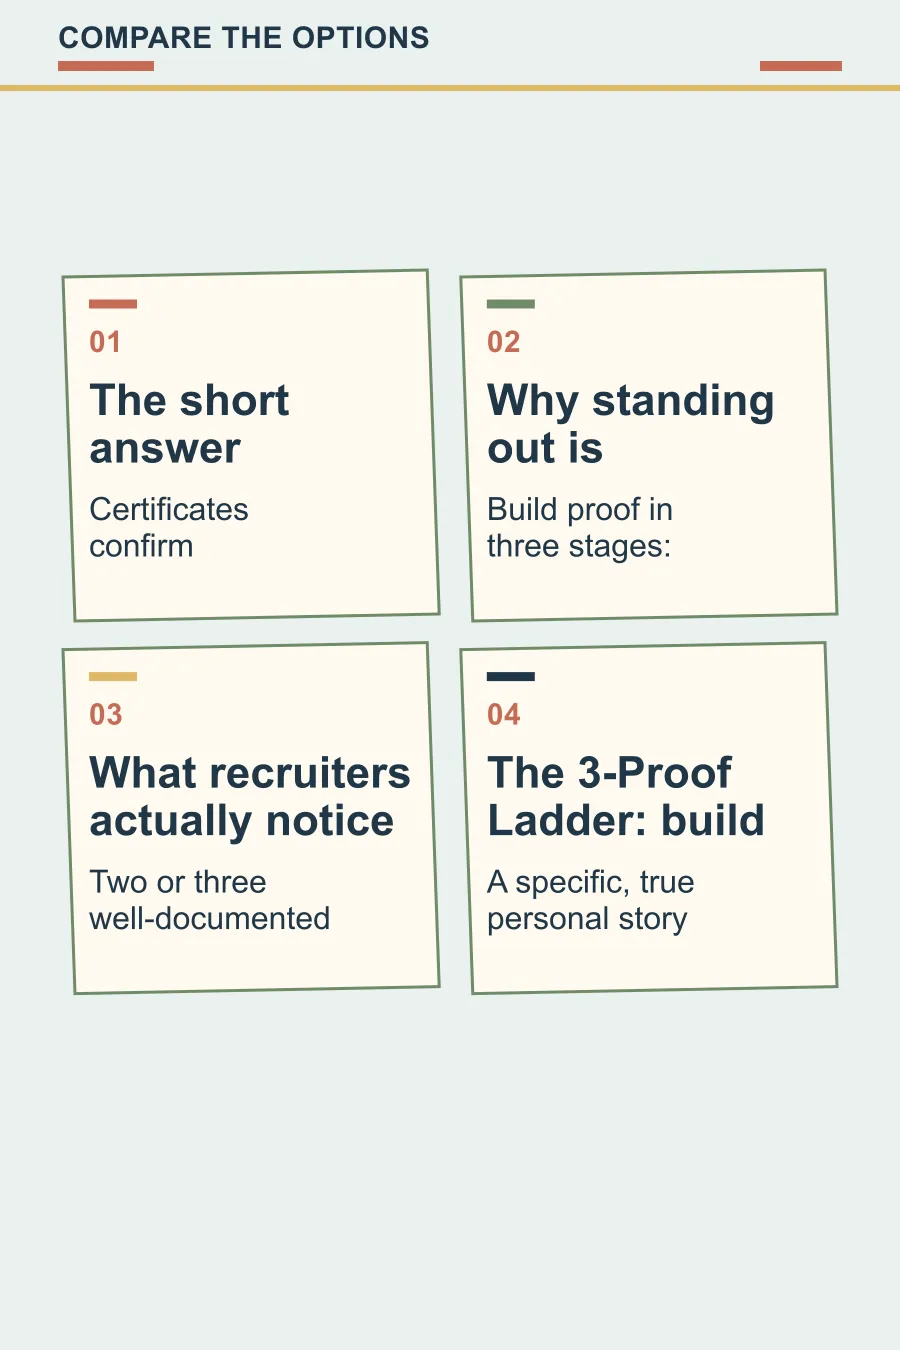 COMPARE THE OPTIONS
01
The short
answer
Certificates
confirm
02
Why standing
out is
Build proof in
three stages:
03
What recruiters
actually notice
Two or three
well-documented
04
The 3-Proof
Ladder: build
A specific, true
personal story